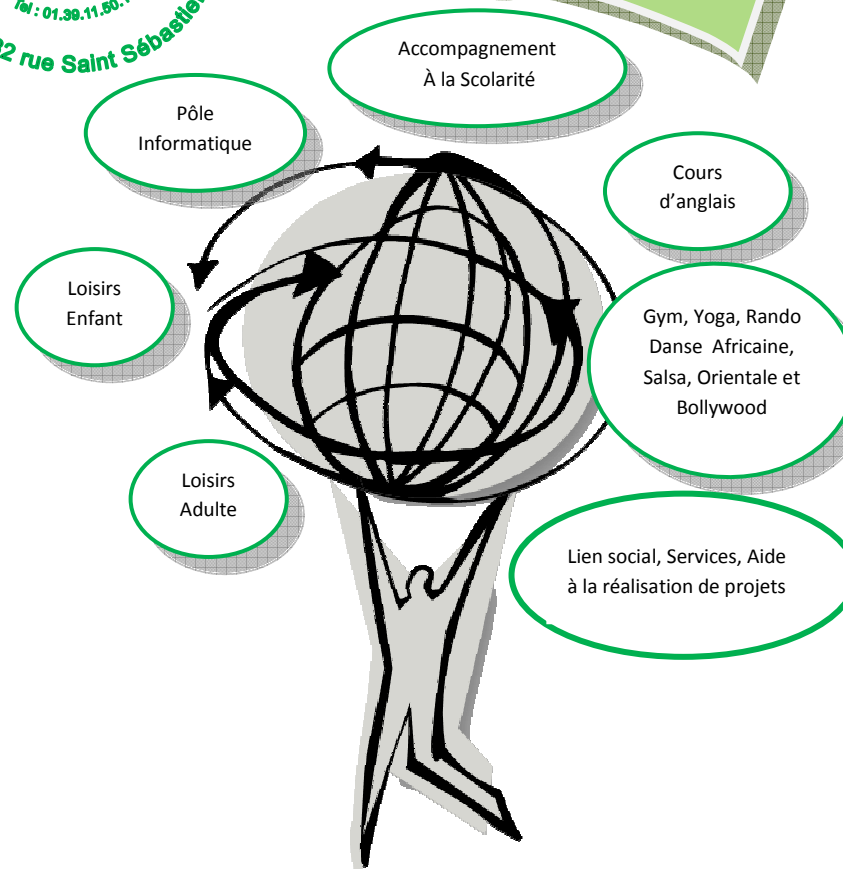 Tel : 01.39.11.50.
2 rue Saint Sébastien
Accompagnement
À la Scolarité
Pôle
Informatique
Cours
d’anglais
Loisirs
Enfant
Gym, Yoga, Rando
Danse  Africaine,
Salsa, Orientale et
Bollywood
Loisirs
Adulte
Lien social, Services, Aide
à la réalisation de projets